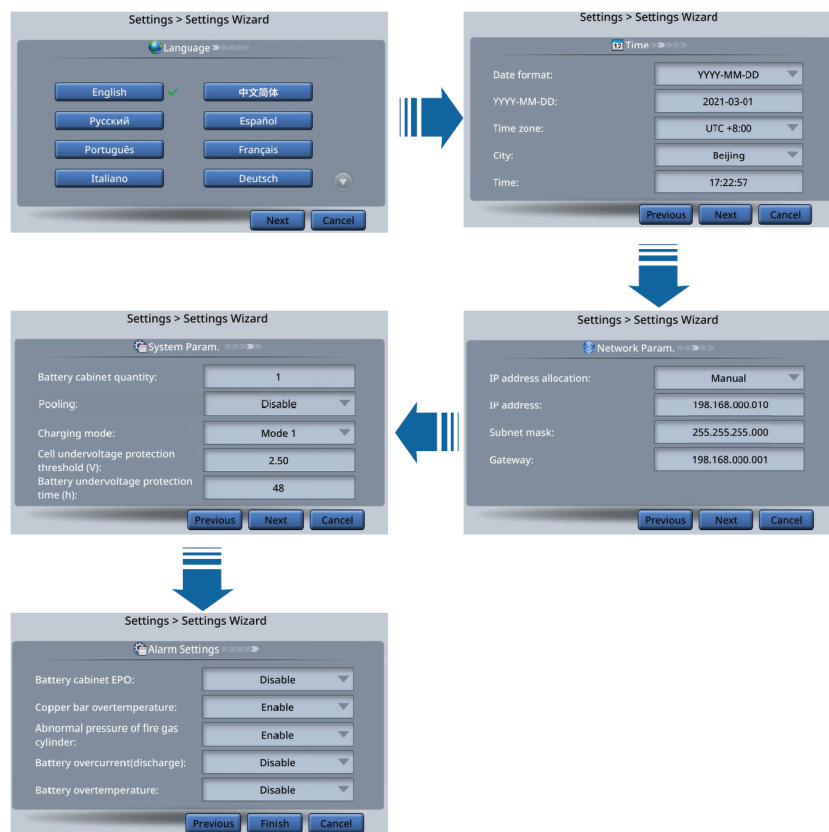 Settings > Settings Wizard
Language
English
中文简体
Русский
Español
Português
Français
Italiano
Deutsch
Next
Cancel
Settings > Settings Wizard
Time
Date format:
YYYY-MM-DD
YYYY-MM-DD:
2021-03-01
Time zone:
UTC +8:00
City:
Beijing
Time:
17:22:57
Previous
Next
Cancel
Settings > Settings Wizard
Network Param.
IP address allocation:
Manual
IP address:
198.168.000.010
Subnet mask:
255.255.255.000
Gateway:
198.168.000.001
Previous
Next
Cancel
Settings > Settings Wizard
System Param.
Battery cabinet quantity:
1
Pooling:
Disable
Charging mode:
Mode 1
Cell undervoltage protection
threshold (V):
2.50
Battery undervoltage protection
time (h):
48
Previous
Next
Cancel
Settings > Settings Wizard
Alarm Settings
Battery cabinet EPO:
Disable
Copper bar overtemperature:
Enable
Abnormal pressure of fire gas
cylinder:
Enable
Battery overcurrent(discharge):
Disable
Battery overtemperature:
Disable
Previous
Finish
Cancel